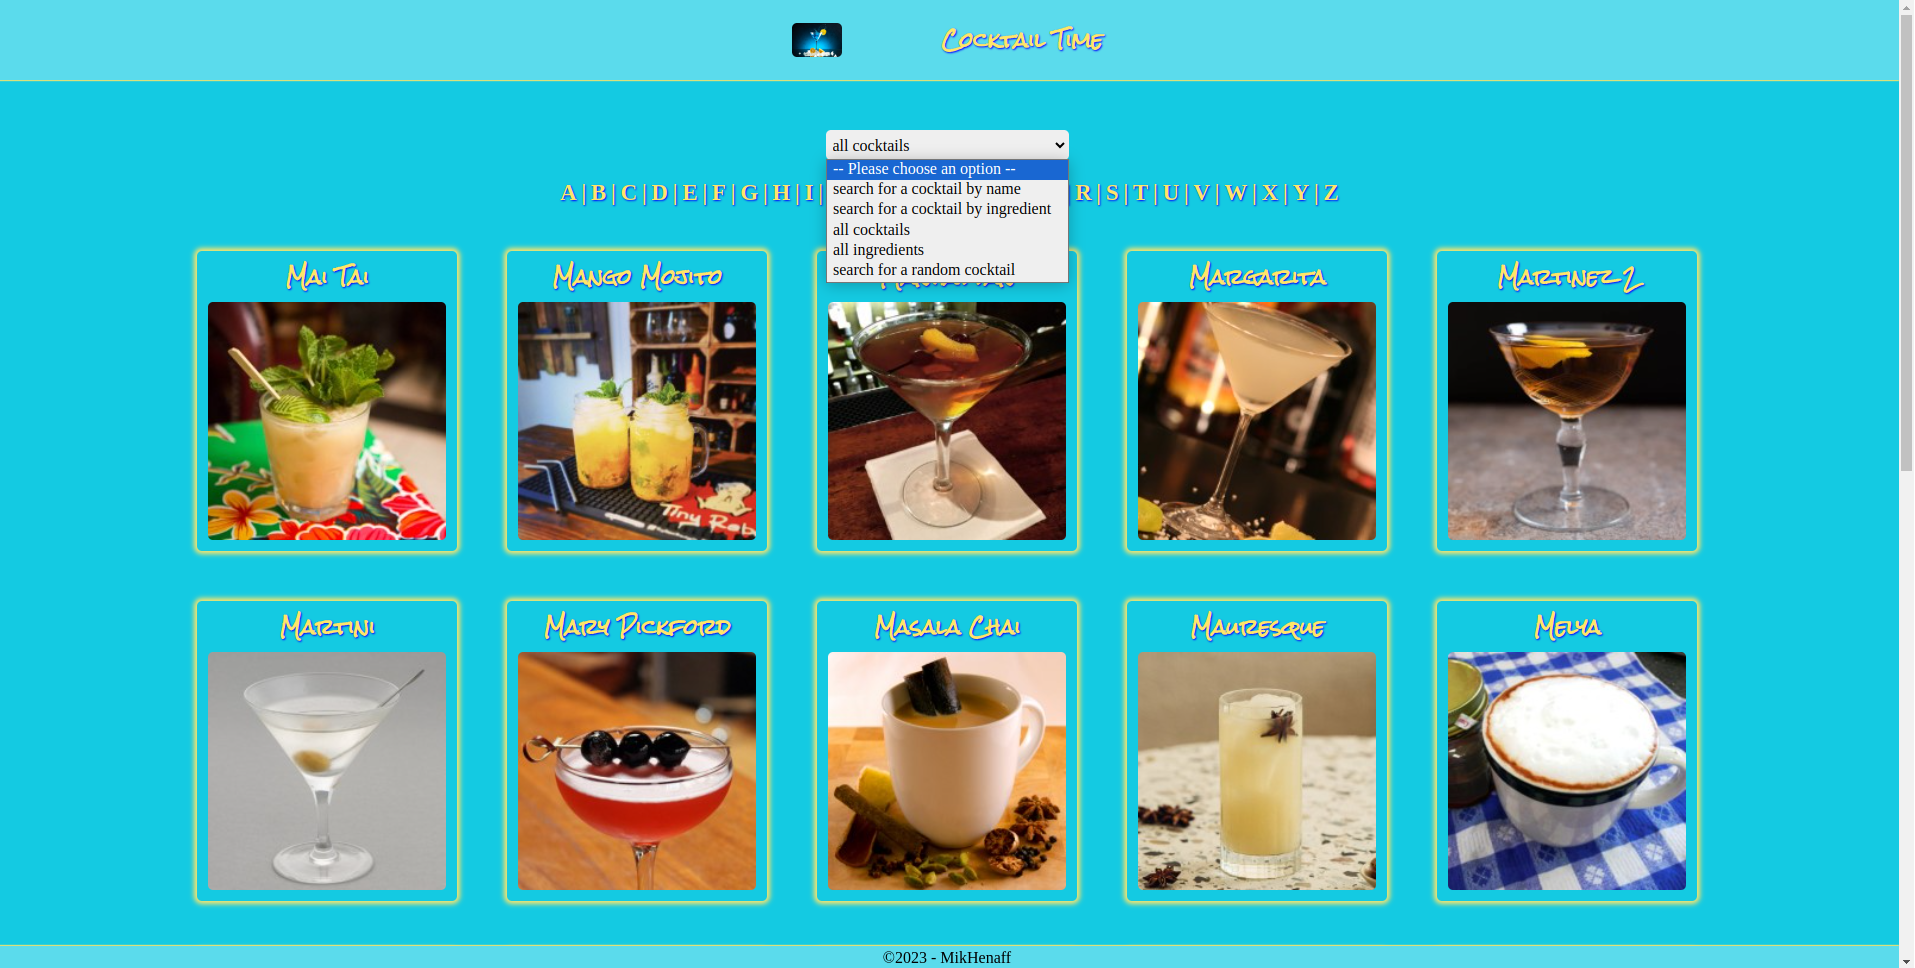 Cocktail Time
all cocktails
-- Please choose an option --
search for a cocktail by name
search for a cocktail by ingredient
all cocktails
all ingredients
search for a random cocktail
A | B | C | D | E | F | G | H | I | R | S | T | U | V | W | X | Y | Z
Mai Tai
Mango Mojito
Margarita
Martinez 2
Tiny Reb
Martini
Mary Pickford
Masala Chai
Mauresque
Melya
©2023 - MikHenaff